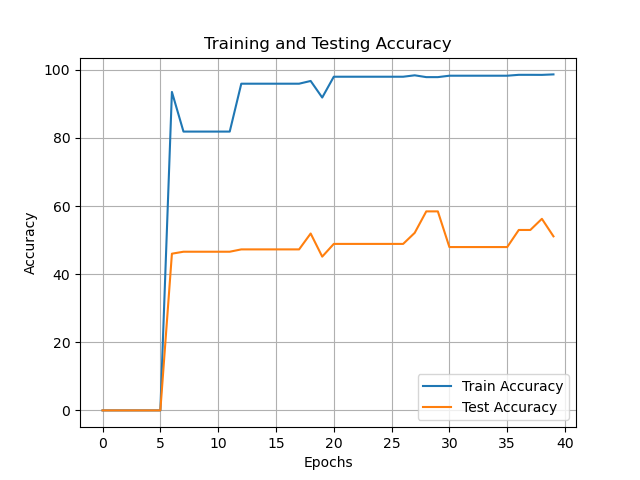 Training and Testing Accuracy
100
80
60
40
20
0
Accuracy
0 5 10 15 20 25 30 35 40
Epochs
Train Accuracy
Test Accuracy